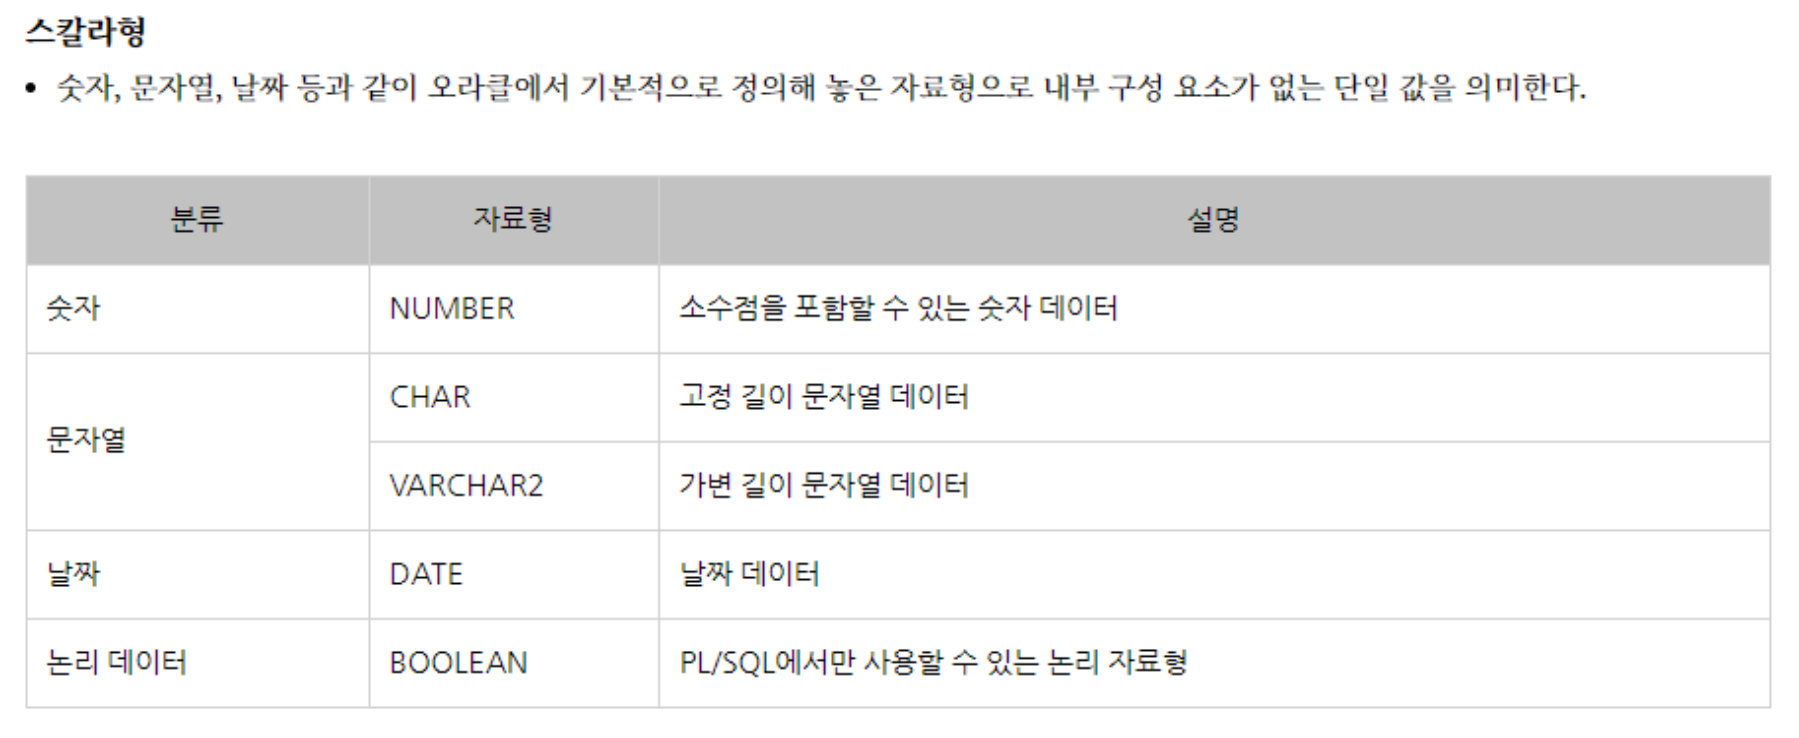 스칼라형
• 숫자, 문자열, 날짜 등과 같이 오라클에서 기본적으로 정의해 놓은 자료형으로 내부 구성 요소가 없는 단일 값을 의미한다.
분류 자료형 설명
숫자 NUMBER 소수점을 포함할 수 있는 숫자 데이터
문자열 CHAR 고정 길이 문자열 데이터
VARCHAR2 가변 길이 문자열 데이터
날짜 DATE 날짜 데이터
논리 데이터 BOOLEAN PL/SQL에서만 사용할 수 있는 논리 자료형